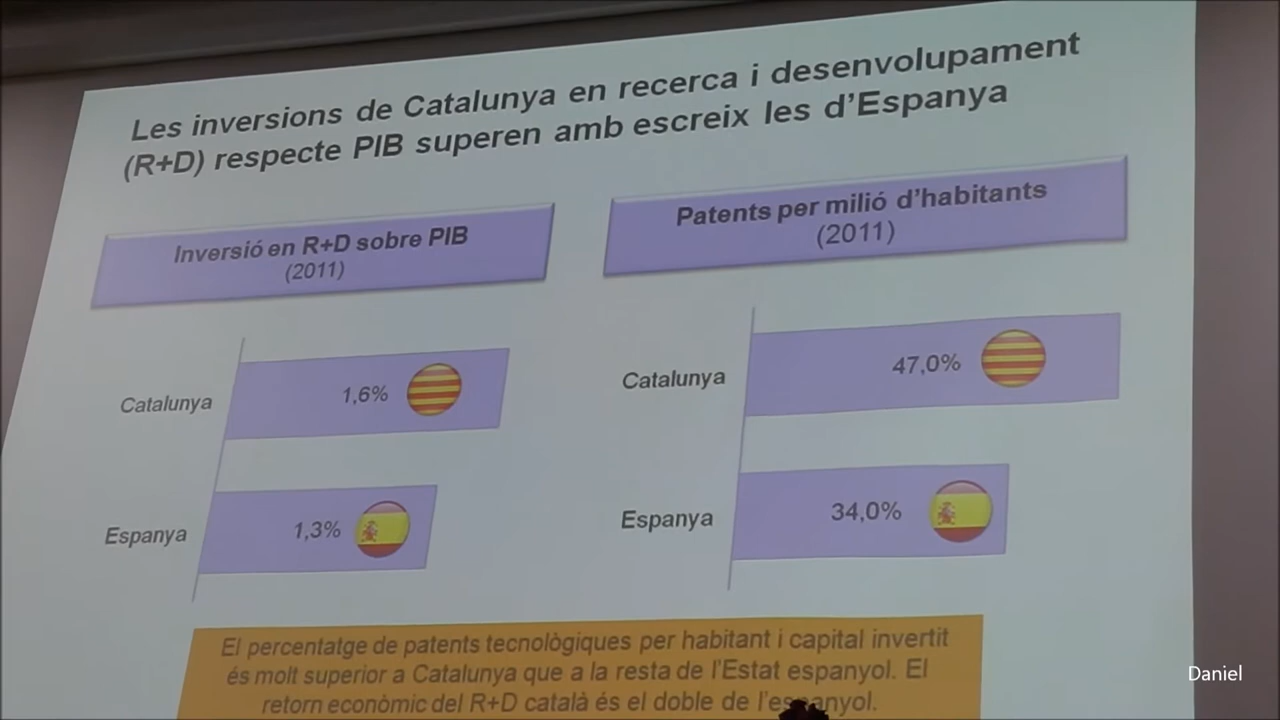 Les inversions de Catalunya en recerca i desenvolupament
(R+D) respecte PIB superen amb escreix les d'Espanya
Inversió en R+D sobre PIB
(2011)
Patents per milió d'habitants
(2011)
Catalunya
1,6%
Espanya
1,3%
Catalunya
47,0%
Espanya
34,0%
El percentatge de patents tecnològiques per habitant i capital invertit
és molt superior a Catalunya que a la resta de l'Estat espanyol. El
retorn econòmic del R+D català és el doble de l'espanyol.
Daniel